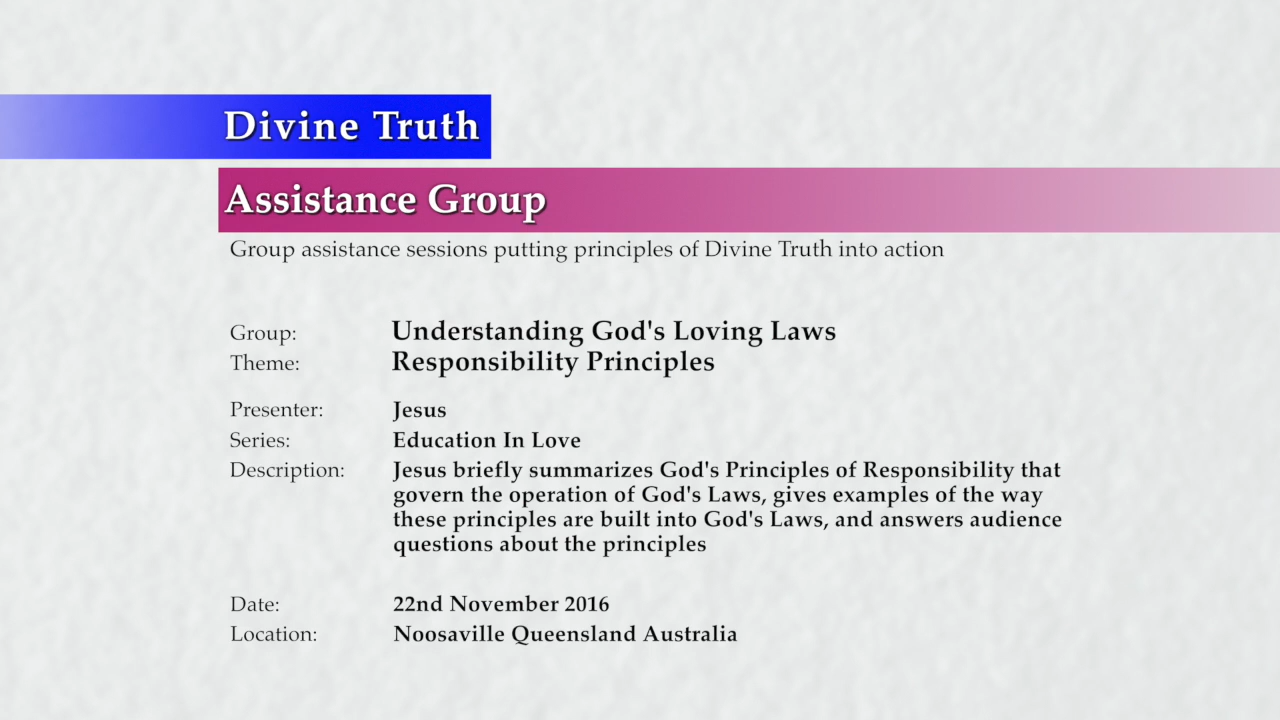 Divine Truth
Assistance Group
Group assistance sessions putting principles of Divine Truth into action
Group: Understanding God's Loving Laws
Theme: Responsibility Principles
Presenter: Jesus
Series: Education In Love
Description: Jesus briefly summarizes God's Principles of Responsibility that
govern the operation of God's Laws, gives examples of the way
these principles are built into God's Laws, and answers audience
questions about the principles
Date: 22nd November 2016
Location: Noosaville Queensland Australia